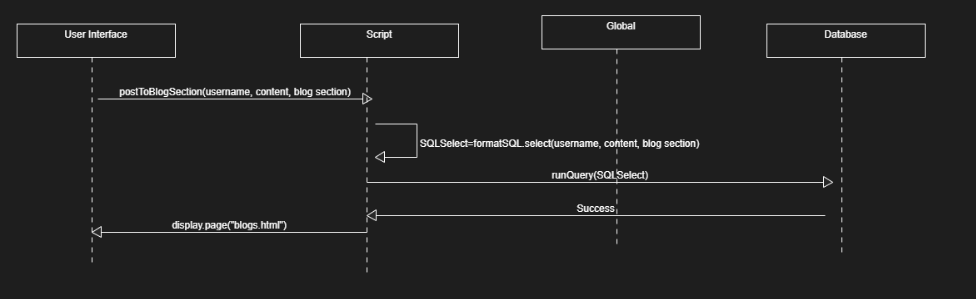 User Interface
Script
Global
Database
postToBlogSection(username, content, blog section)
SQLSelect=formatSQL.select(username, content, blog section)
runQuery(SQLSelect)
Success
display.page("blogs.html")